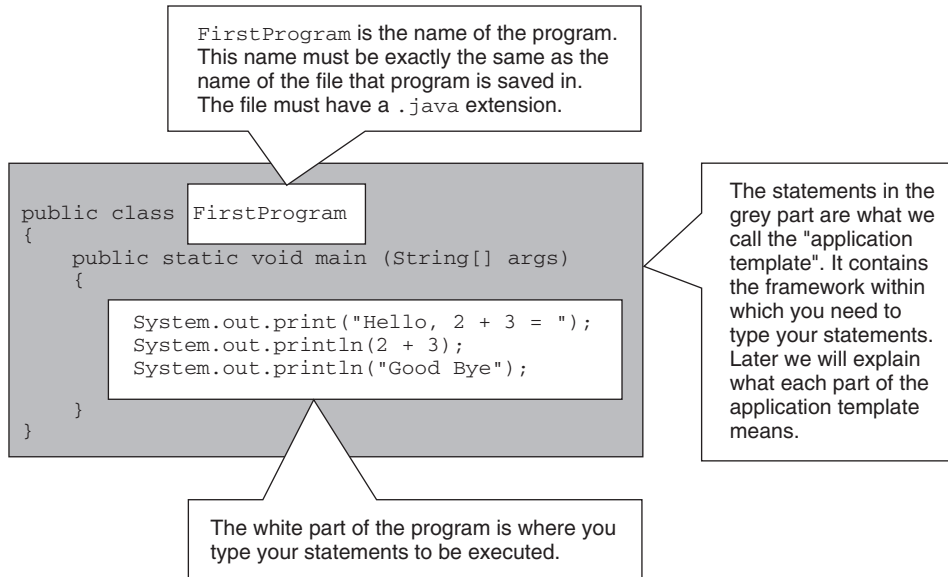 FirstProgram is the name of the program.
This name must be exactly the same as the
name of the file that program is saved in.
The file must have a .java extension.
public class FirstProgram
{
public static void main (String[] args)
{
System.out.print("Hello, 2 + 3 = ");
System.out.println(2 + 3);
System.out.println("Good Bye");
}
}
The statements in the
grey part are what we
call the "application
template". It contains
the framework within
which you need to
type your statements.
Later we will explain
what each part of the
application template
means.
The white part of the program is where you
type your statements to be executed.